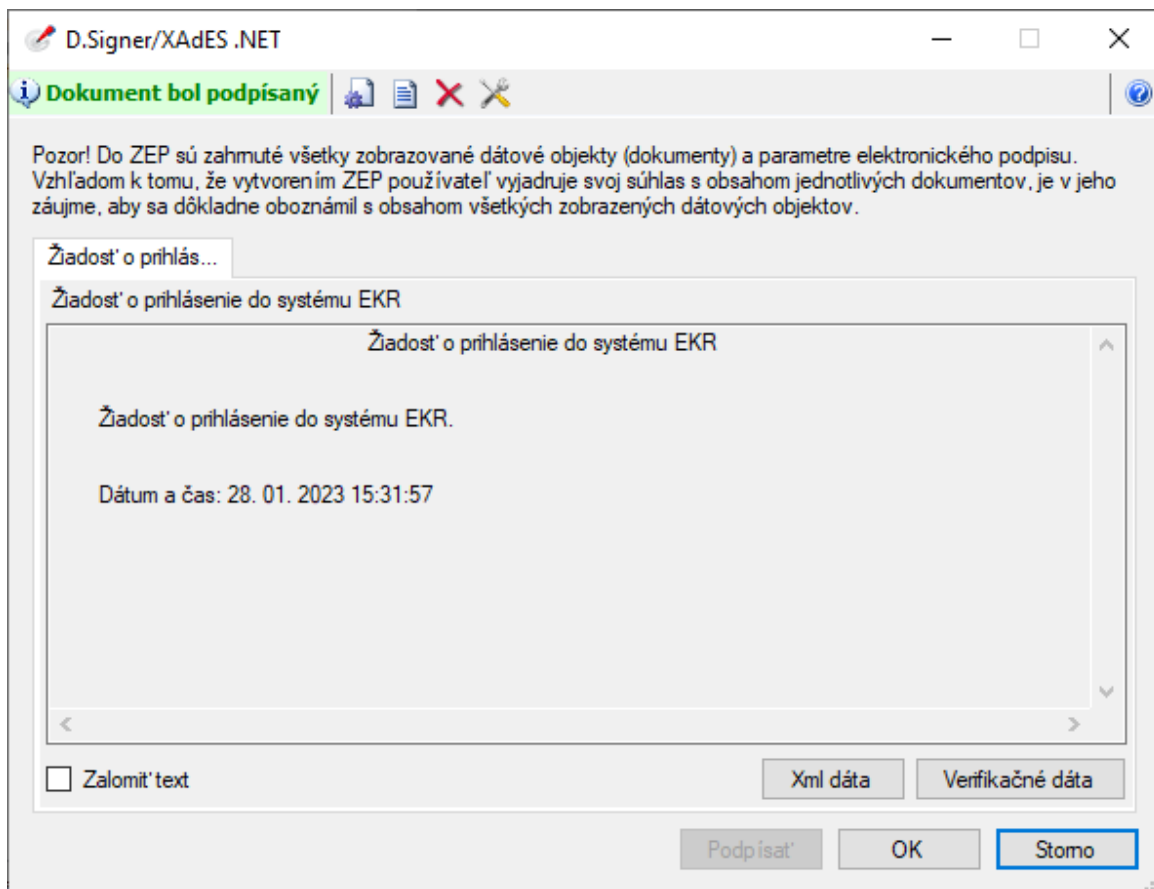 D.Signer/XAdES .NET
Dokument bol podpísaný
Pozor! Do ZEP sú zahrnuté všetky zobrazované dátové objekty (dokumenty) a parametre elektronického podpisu.
Vzhľadom k tomu, že vytvorením ZEP používateľ vyjadruje svoj súhlas s obsahom jednotlivých dokumentov, je v jeho
záujme, aby sa dôkladne oboznámil s obsahom všetkých zobrazených dátových objektov.
Žiadosť o prihlás...
Žiadosť o prihlásenie do systému EKR
Žiadosť o prihlásenie do systému EKR
Žiadosť o prihlásenie do systému EKR.
Dátum a čas: 28. 01. 2023 15:31:57
Zalomiť text
Xml dáta
Verifikačné dáta
Podpísať
OK
Storno